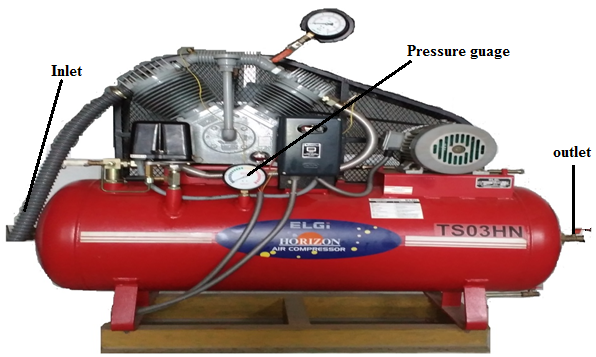 Pressure guage
Inlet
outlet
ELGi
HORIZON
AIR COMPRESSOR
TS03HN